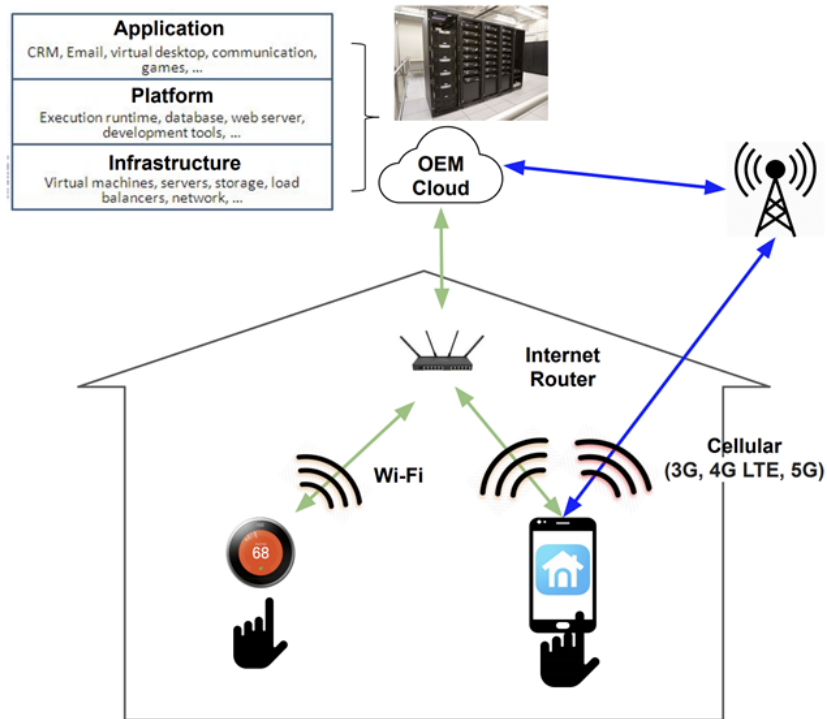 Application
CRM, Email, virtual desktop, communication,
games, ...
Platform
Execution runtime, database, web server,
development tools, ...
Infrastructure
Virtual machines, servers, storage, load
balancers, network, ...
OEM
Cloud
Internet
Router
Wi-Fi
Cellular
(3G, 4G LTE, 5G)
68